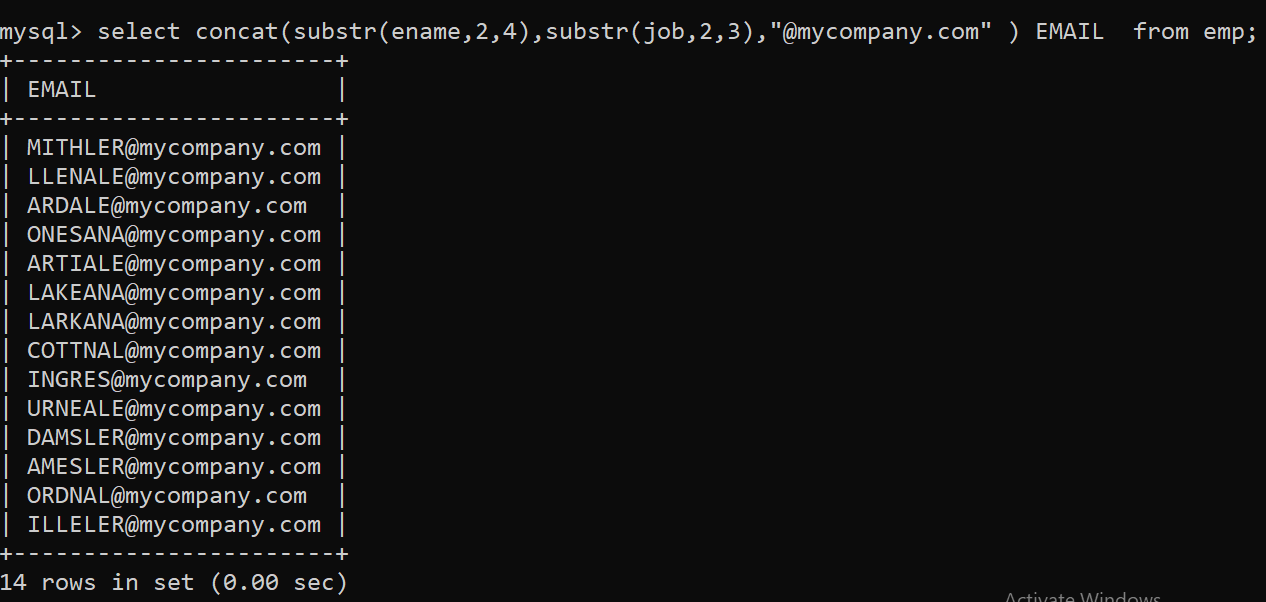 mysql> select concat(substr(ename,2,4),substr(job,2,3),"@mycompany.com" ) EMAIL  from emp;
+-----------------------+
| EMAIL                 |
+-----------------------+
| MITHLER@mycompany.com |
| LLENALE@mycompany.com |
| ARDALE@mycompany.com  |
| ONESANA@mycompany.com |
| ARTIALE@mycompany.com |
| LAKEANA@mycompany.com |
| LARKANA@mycompany.com |
| COTTNAL@mycompany.com |
| INGRES@mycompany.com  |
| URNEALE@mycompany.com |
| DAMSLER@mycompany.com |
| AMESLER@mycompany.com |
| ORDNAL@mycompany.com  |
| ILLELER@mycompany.com |
+-----------------------+
14 rows in set (0.00 sec)
Activate Windows